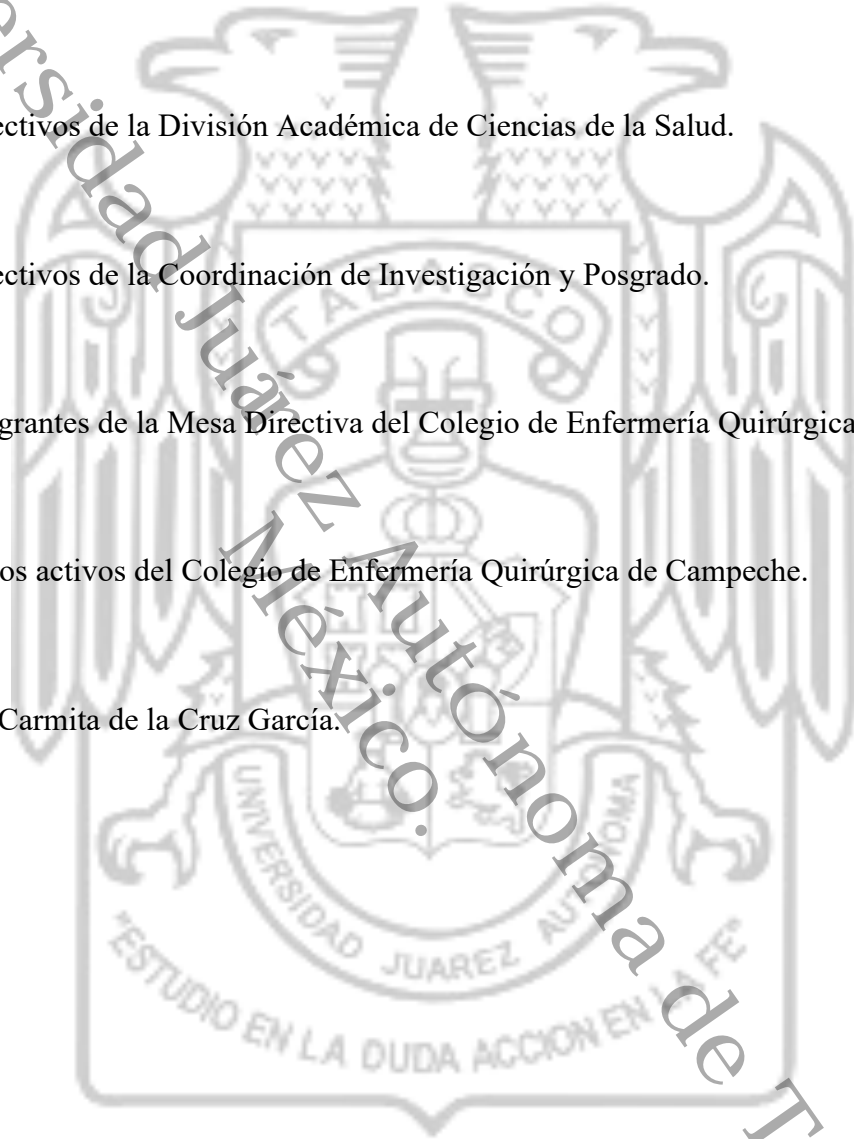 ectivos de la División Académica de Ciencias de la Salud.
ectivos de la Coordinación de Investigación y Posgrado.
grantes de la Mesa Directiva del Colegio de Enfermería Quirúrgica
os activos del Colegio de Enfermería Quirúrgica de Campeche.
Carmita de la Cruz García.
ersidad Juárez Autónoma de T
México.
TABASCO
UNIVERSIDAD JUAREZ AUTONOMA
"ESTUDIO EN LA DUDA ACCION EN LA FE"